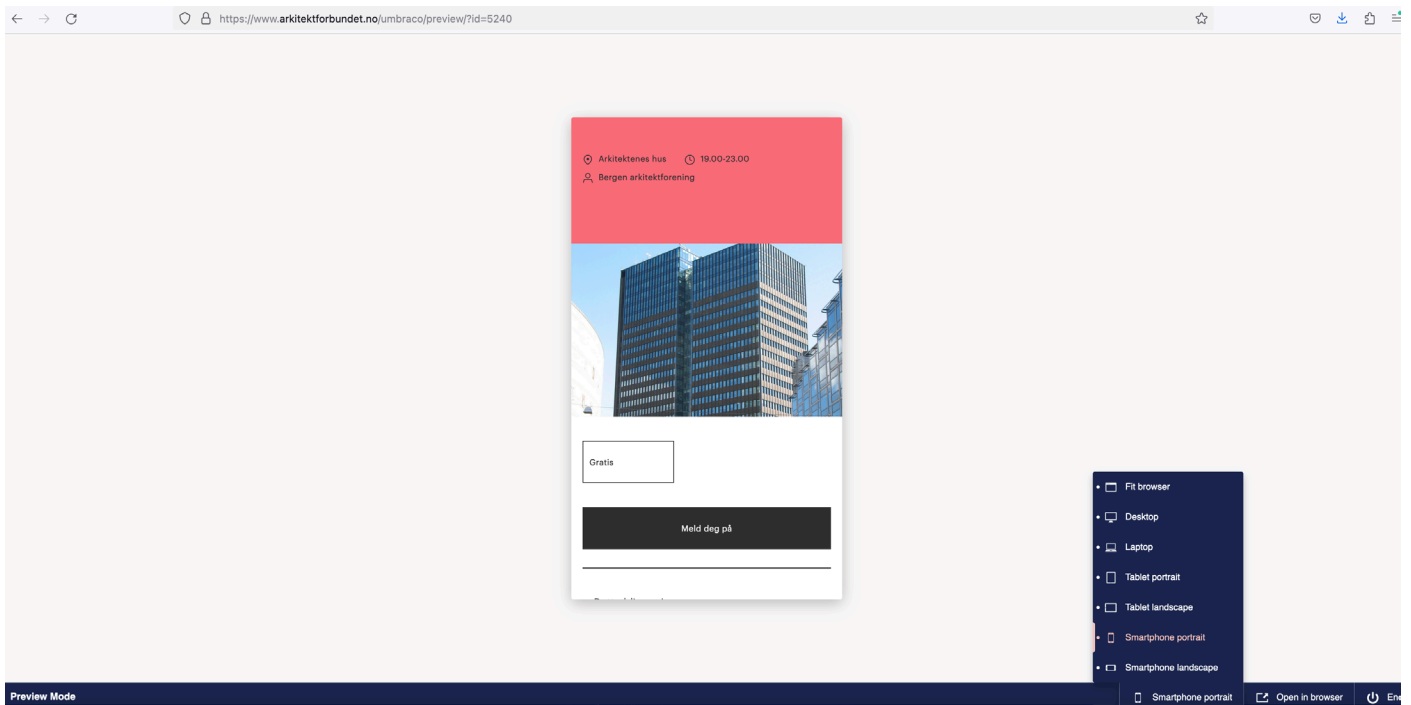 https://www.arkitektforbundet.no/umbraco/preview/?id=5240
Arkitektenes hus 19.00-23.00
Bergen arkitektforening
Gratis
Meld deg på
Fit browser
Desktop
Laptop
Tablet portrait
Tablet landscape
Smartphone portrait
Smartphone landscape
Preview Mode Smartphone portrait Open in browser